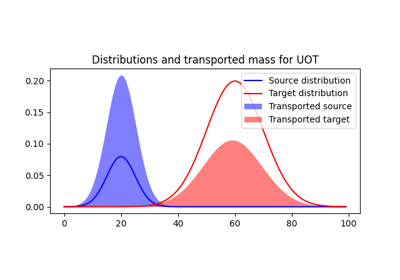 Distributions and transported mass for UOT
Source distribution
Target distribution
Transported source
Transported target
0.20
0.15
0.10
0.05
0.00
0 20 40 60 80 100